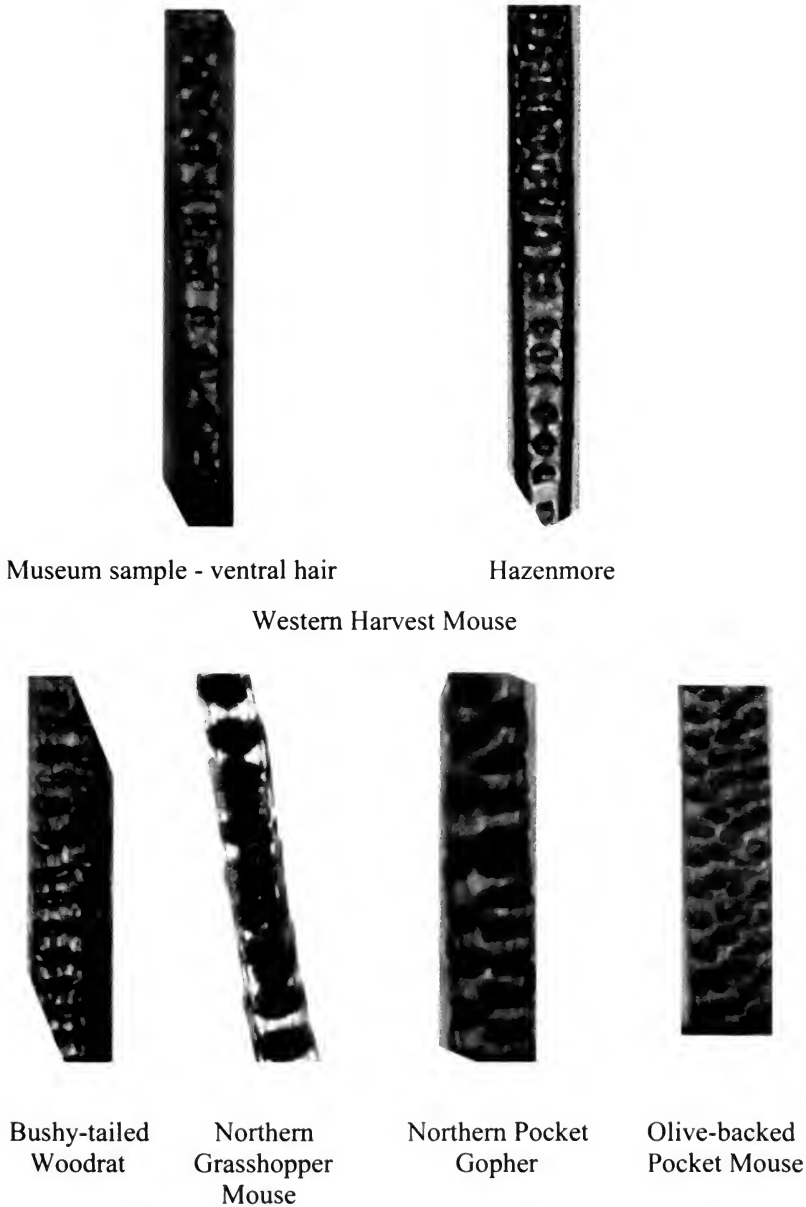 Museum sample - ventral hair
Hazenmore
Western Harvest Mouse
Bushy-tailed
Woodrat
Northern
Grasshopper
Mouse
Northern Pocket
Gopher
Olive-backed
Pocket Mouse